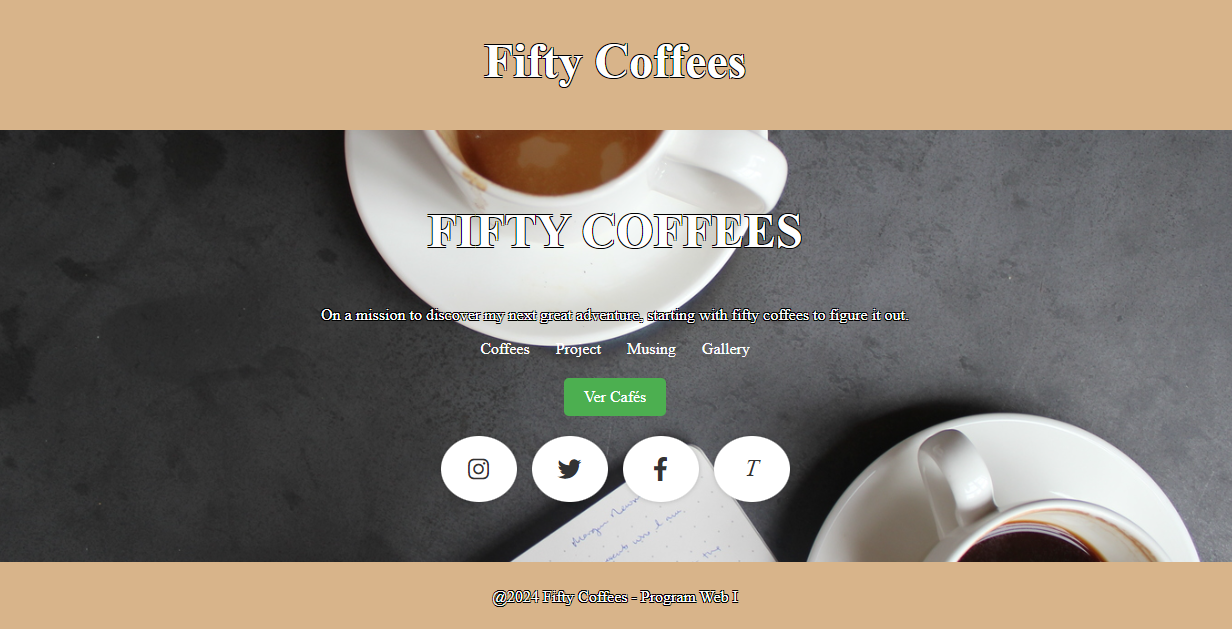 Fifty Coffees
FIFTY COFFEES
On a mission to discover my next great adventure, starting with fifty coffees to figure it out.
Coffees Project Musing Gallery
Ver Cafés
T
@2024 Fifty Coffees - Program Web I